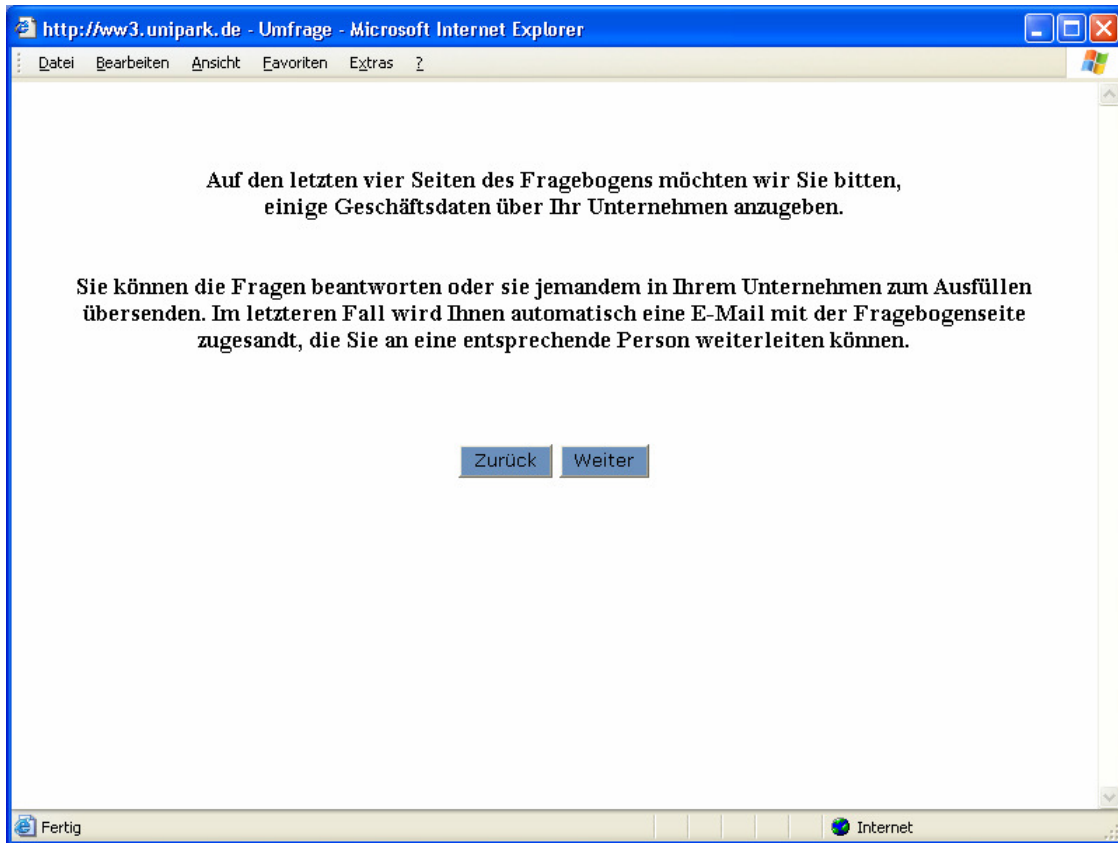 http://ww3.unipark.de - Umfrage - Microsoft Internet Explorer
Datei Bearbeiten Ansicht Favoriten Extras ?
Auf den letzten vier Seiten des Fragebogens möchten wir Sie bitten,
einige Geschäftsdaten über Ihr Unternehmen anzugeben.
Sie können die Fragen beantworten oder sie jemandem in Ihrem Unternehmen zum Ausfüllen
übersenden. Im letzteren Fall wird Ihnen automatisch eine E-Mail mit der Fragebogenseite
zugesandt, die Sie an eine entsprechende Person weiterleiten können.
Zurück Weiter
Fertig Internet